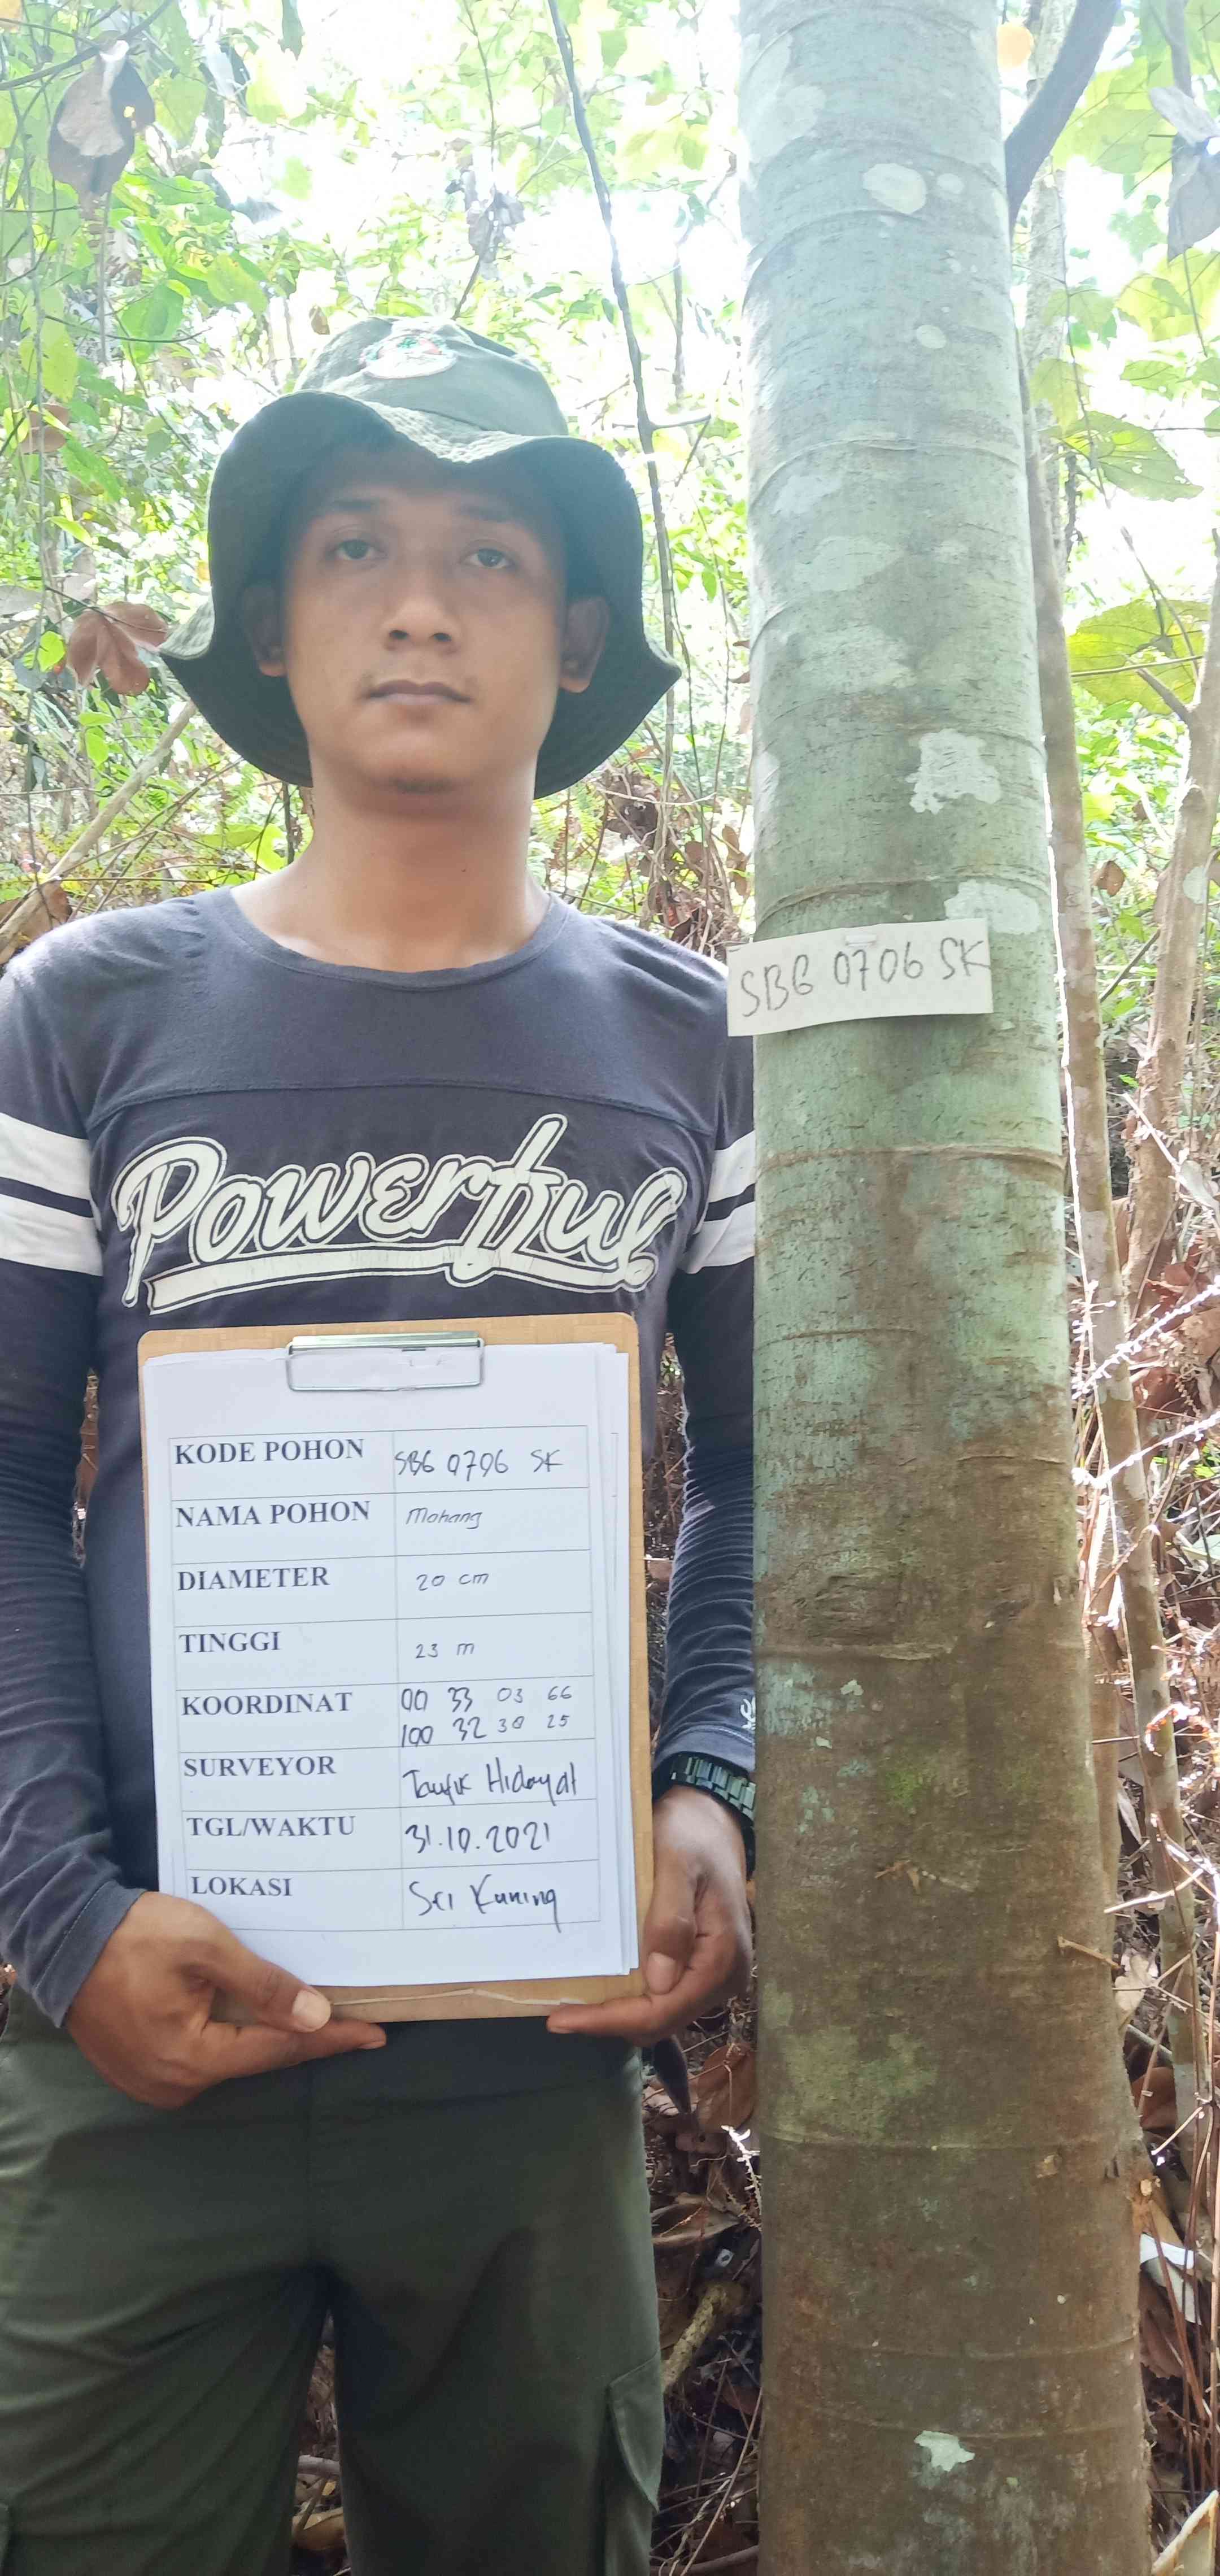 SBG 0706 SK
Powerful
KODE POHON SBG 0706 SK
NAMA POHON Mahang
DIAMETER 20 cm
TINGGI 23 m
KOORDINAT 00 33 03 66
100 32 30 25
SURVEYOR Taufik Hidayat
TGL/WAKTU 31.10.2021
LOKASI Sri Kuning